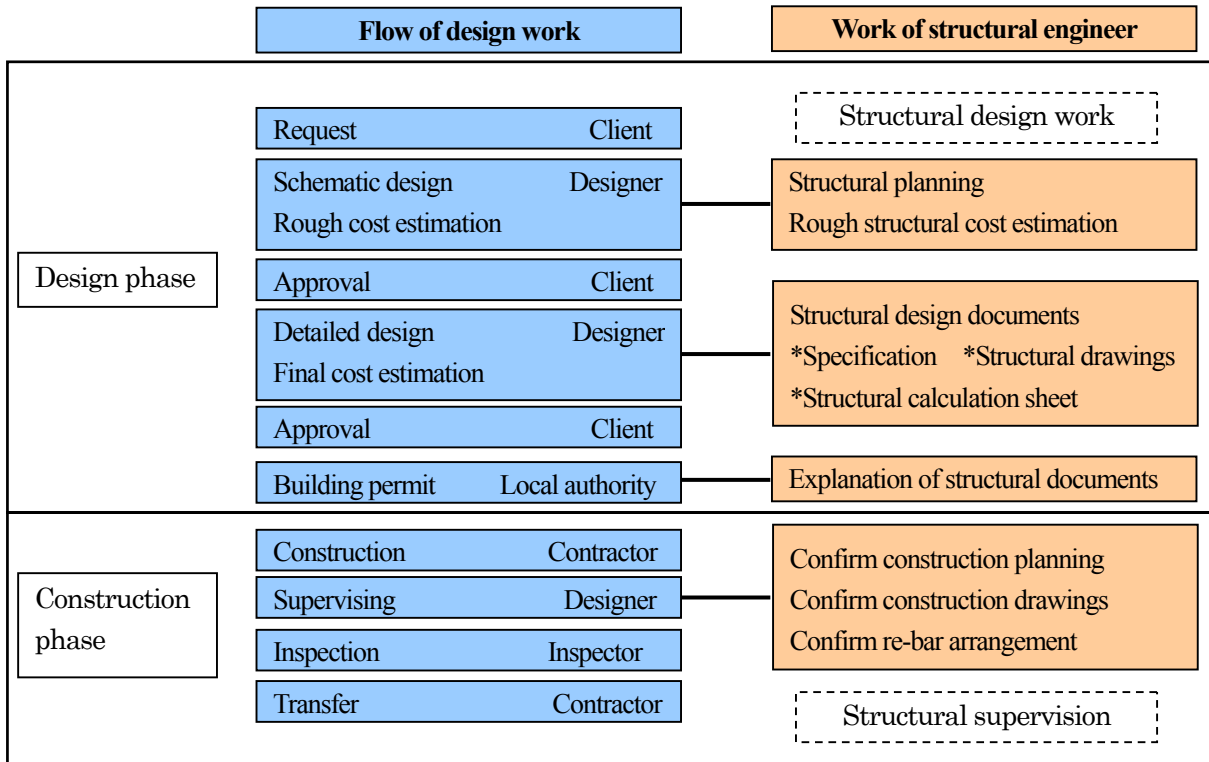 Flow of design work
Work of structural engineer
Structural design work
Request Client
Schematic design Designer
Rough cost estimation
Structural planning
Rough structural cost estimation
Design phase
Approval Client
Detailed design Designer
Final cost estimation
Structural design documents
*Specification *Structural drawings
*Structural calculation sheet
Approval Client
Building permit Local authority
Explanation of structural documents
Construction phase
Construction Contractor
Supervising Designer
Inspection Inspector
Transfer Contractor
Confirm construction planning
Confirm construction drawings
Confirm re-bar arrangement
Structural supervision